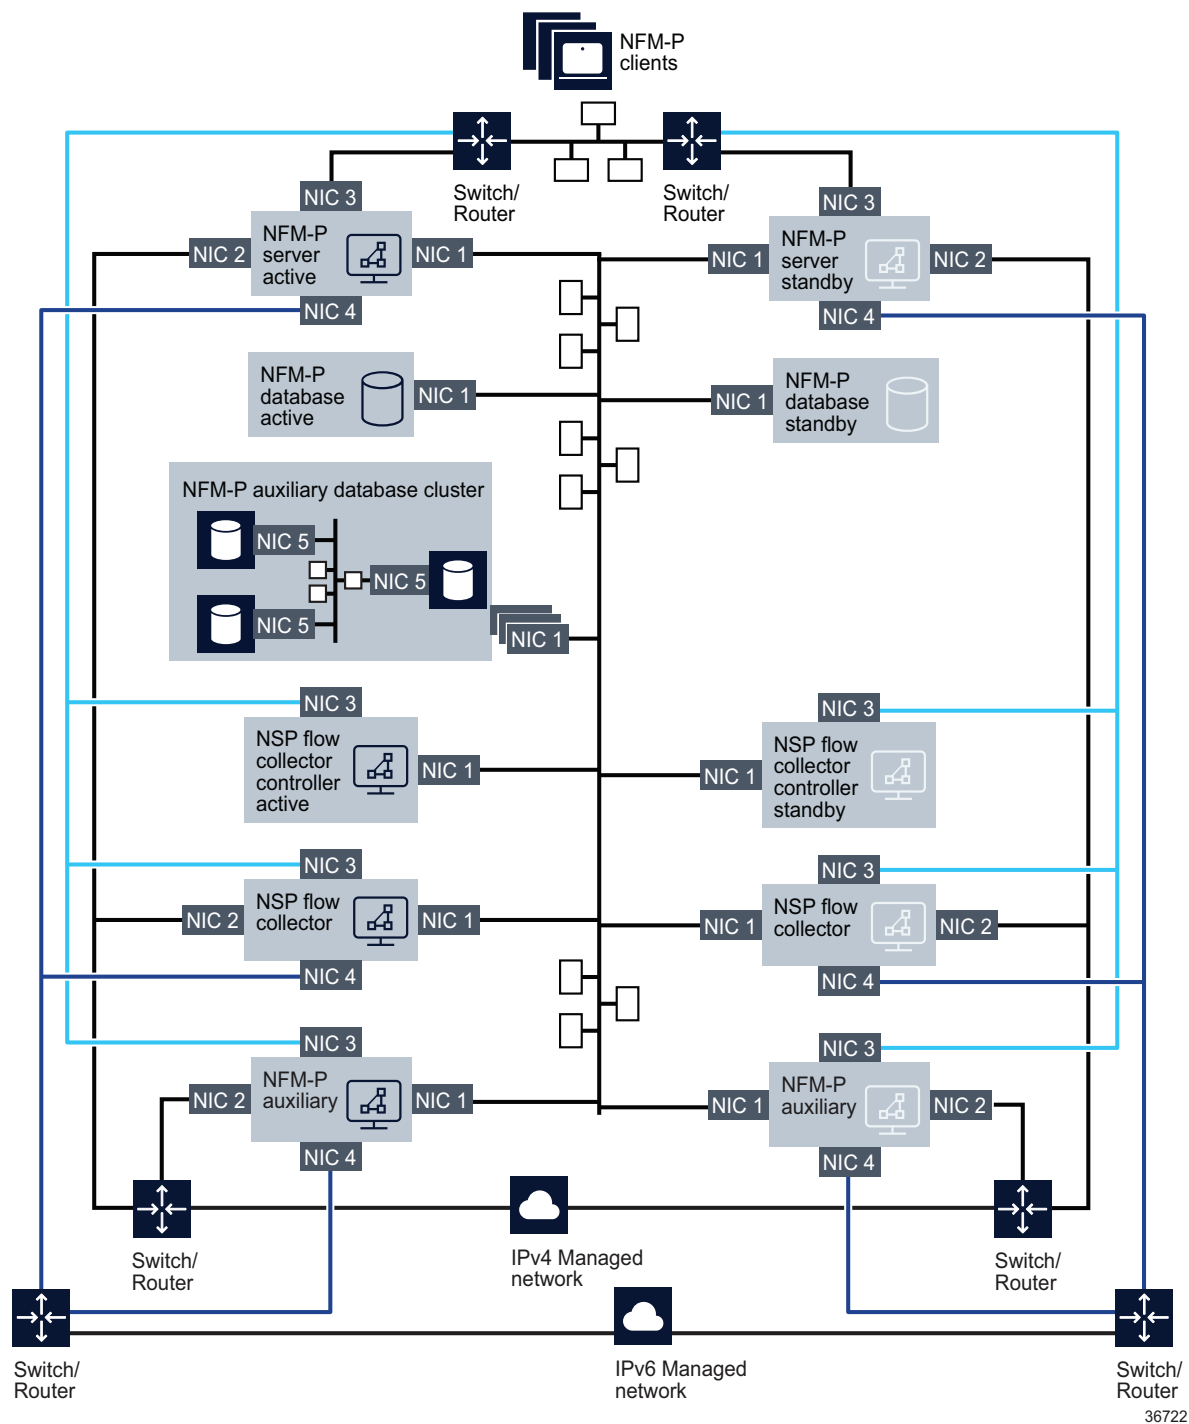 NFM-P
clients
Switch/
Router
Switch/
Router
NIC 3
NFM-P
server
active
NIC 2
NIC 1
NIC 4
NIC 3
NFM-P
server
standby
NIC 1
NIC 2
NIC 4
NFM-P
database
active
NIC 1
NFM-P
database
standby
NIC 1
NFM-P auxiliary database cluster
NIC 5
NIC 5
NIC 5
NIC 1
NIC 3
NSP flow
collector
controller
active
NIC 1
NIC 3
NSP flow
collector
controller
standby
NIC 1
NIC 3
NSP flow
collector
NIC 2
NIC 1
NIC 4
NIC 3
NSP flow
collector
NIC 1
NIC 2
NIC 4
NIC 3
NFM-P
auxiliary
NIC 2
NIC 1
NIC 4
NIC 3
NFM-P
auxiliary
NIC 1
NIC 2
NIC 4
Switch/
Router
IPv4 Managed
network
Switch/
Router
Switch/
Router
IPv6 Managed
network
Switch/
Router
36722